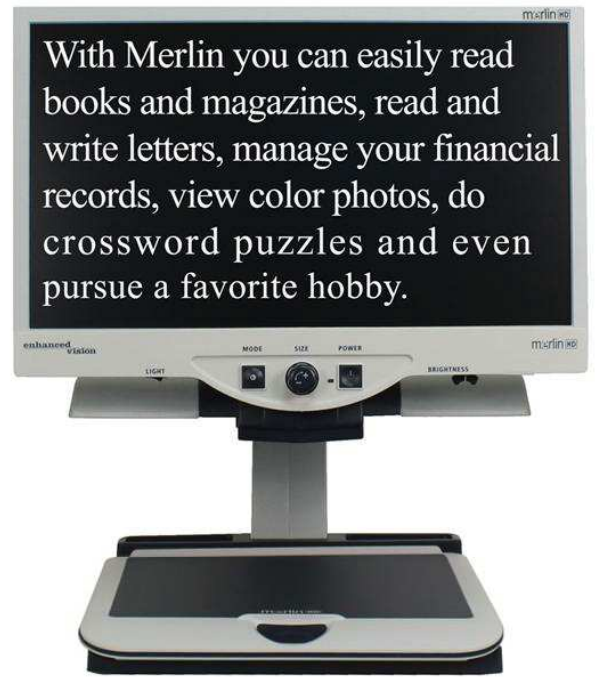 merlin HD
With Merlin you can easily read
books and magazines, read and
write letters, manage your financial
records, view color photos, do
crossword puzzles and even
pursue a favorite hobby.
enhanced
vision
merlin HD
MODE SIZE POWER
LIGHT BRIGHTNESS
merlin